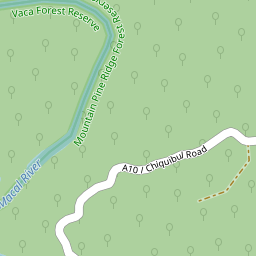 Vaca Forest Reserve
Mountain Pine Ridge Forest Reserve
Macal River
A10 / Chiquibul Road